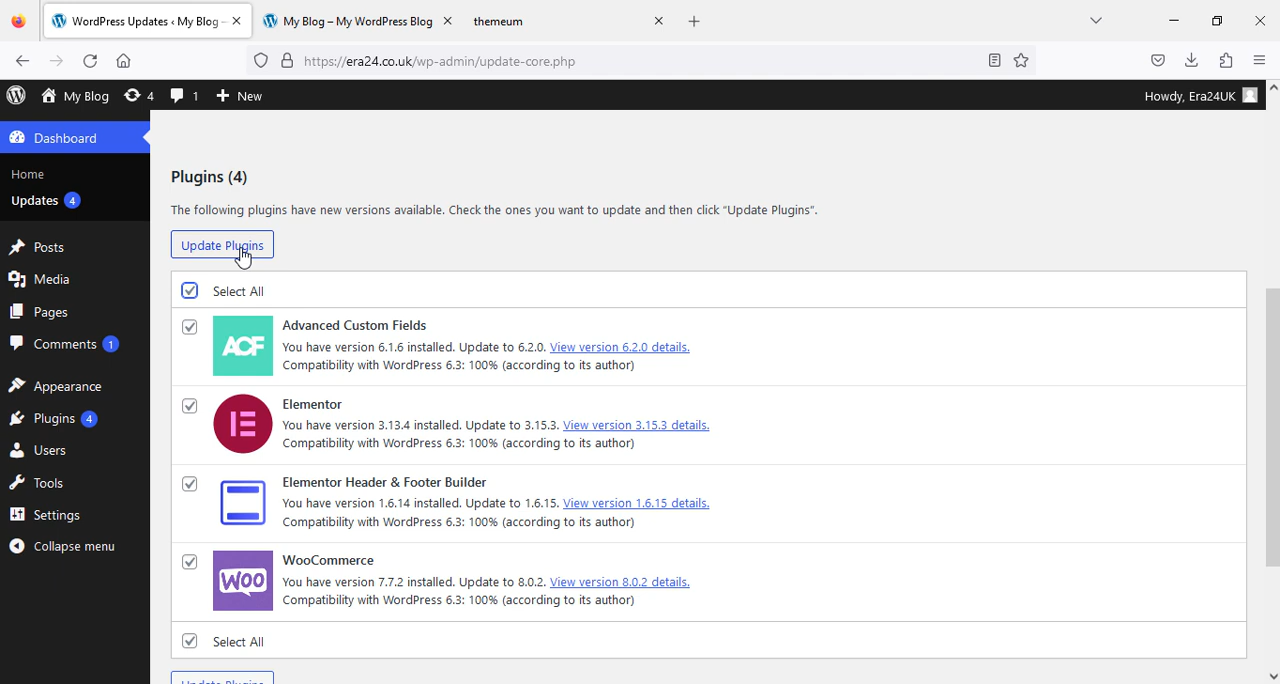 WordPress Updates ‹ My Blog –
My Blog – My WordPress Blog
themeum
https://era24.co.uk/wp-admin/update-core.php
My Blog
4
1
New
Howdy, Era24UK
Dashboard
Home
Updates 4
Posts
Media
Pages
Comments 1
Appearance
Plugins 4
Users
Tools
Settings
Collapse menu
Plugins (4)
The following plugins have new versions available. Check the ones you want to update and then click “Update Plugins”.
Update Plugins
Select All
ACF
Advanced Custom Fields
You have version 6.1.6 installed. Update to 6.2.0. View version 6.2.0 details.
Compatibility with WordPress 6.3: 100% (according to its author)
Elementor
You have version 3.13.4 installed. Update to 3.15.3. View version 3.15.3 details.
Compatibility with WordPress 6.3: 100% (according to its author)
Elementor Header & Footer Builder
You have version 1.6.14 installed. Update to 1.6.15. View version 1.6.15 details.
Compatibility with WordPress 6.3: 100% (according to its author)
WOO
WooCommerce
You have version 7.7.2 installed. Update to 8.0.2. View version 8.0.2 details.
Compatibility with WordPress 6.3: 100% (according to its author)
Select All
Update Plugins